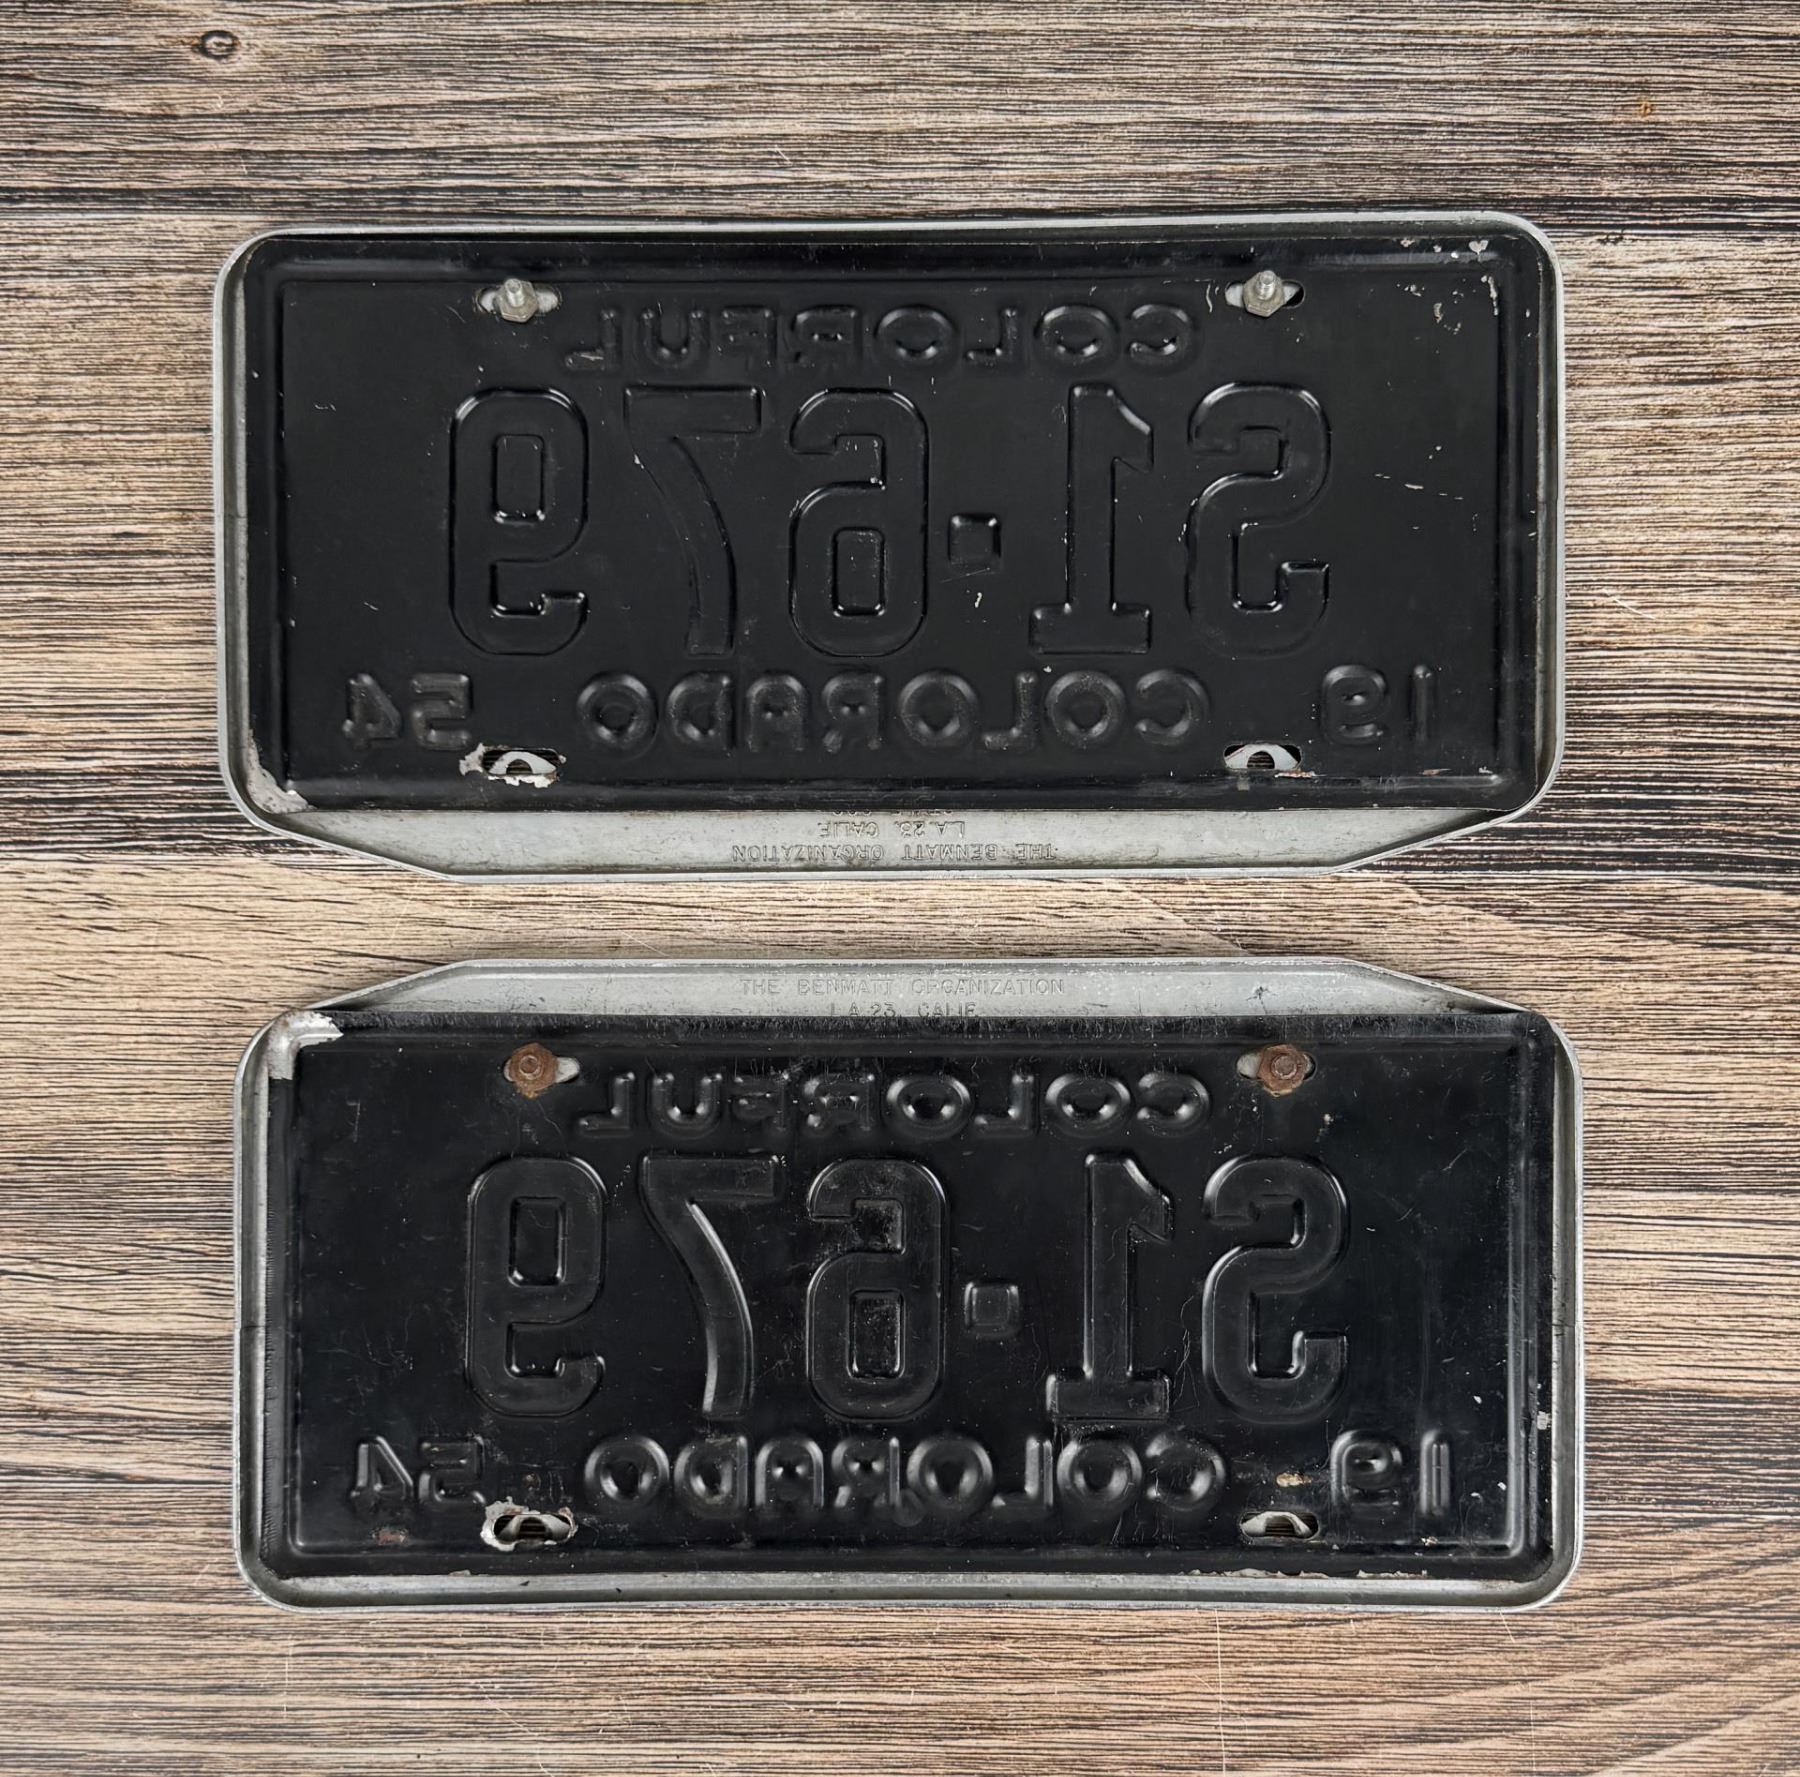 COLORFUL
S1·679
19 COLORADO 54
L.A. 23, CALIF.
THE BENMATT ORGANIZATION
THE BENMATT ORGANIZATION
L.A. 23, CALIF.
COLORFUL
S1·679
19 COLORADO 54